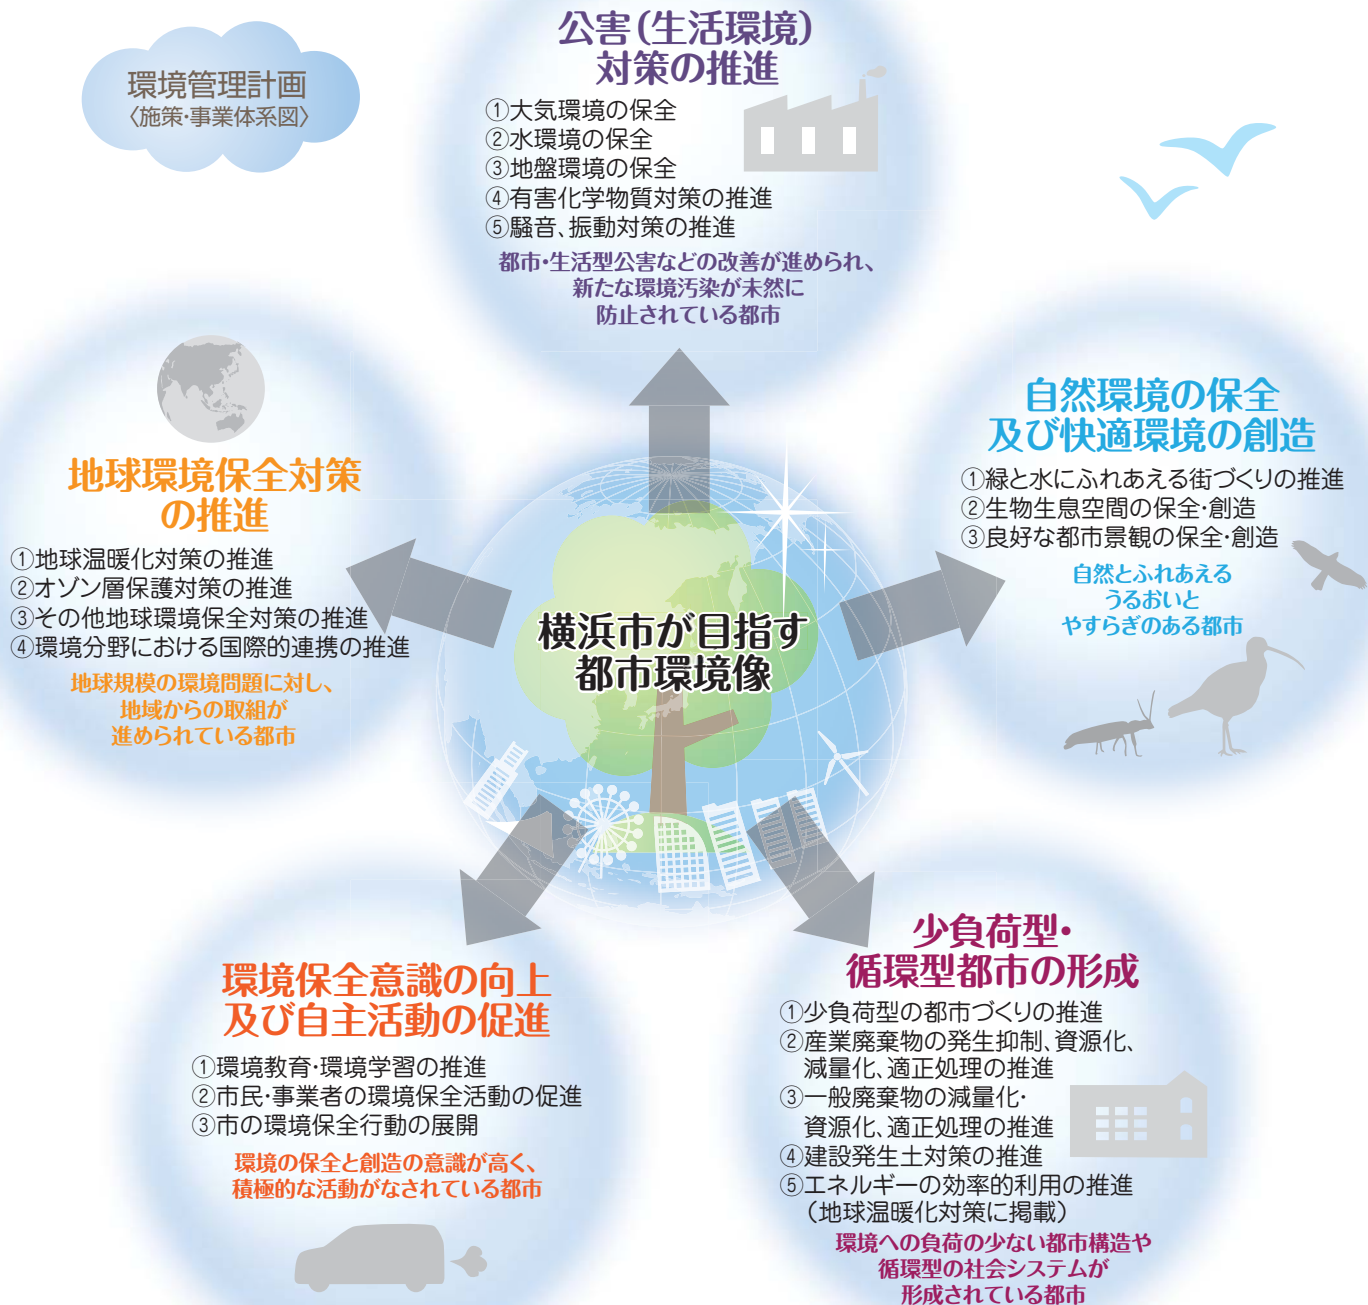 環境管理計画
〈施策・事業体系図〉
公害（生活環境）
対策の推進
①大気環境の保全
②水環境の保全
③地盤環境の保全
④有害化学物質対策の推進
⑤騒音、振動対策の推進
都市・生活型公害などの改善が進められ、
新たな環境汚染が未然に
防止されている都市
自然環境の保全
及び快適環境の創造
①緑と水にふれあえる街づくりの推進
②生物生息空間の保全・創造
③良好な都市景観の保全・創造
自然とふれあえる
うるおいと
やすらぎのある都市
地球環境保全対策
の推進
①地球温暖化対策の推進
②オゾン層保護対策の推進
③その他地球環境保全対策の推進
④環境分野における国際的連携の推進
地球規模の環境問題に対し、
地域からの取組が
進められている都市
横浜市が目指す
都市環境像
環境保全意識の向上
及び自主活動の促進
①環境教育・環境学習の推進
②市民・事業者の環境保全活動の促進
③市の環境保全行動の展開
環境の保全と創造の意識が高く、
積極的な活動がなされている都市
少負荷型・
循環型都市の形成
①少負荷型の都市づくりの推進
②産業廃棄物の発生抑制、資源化、
減量化、適正処理の推進
③一般廃棄物の減量化・
資源化、適正処理の推進
④建設発生土対策の推進
⑤エネルギーの効率的利用の推進
（地球温暖化対策に掲載）
環境への負荷の少ない都市構造や
循環型の社会システムが
形成されている都市